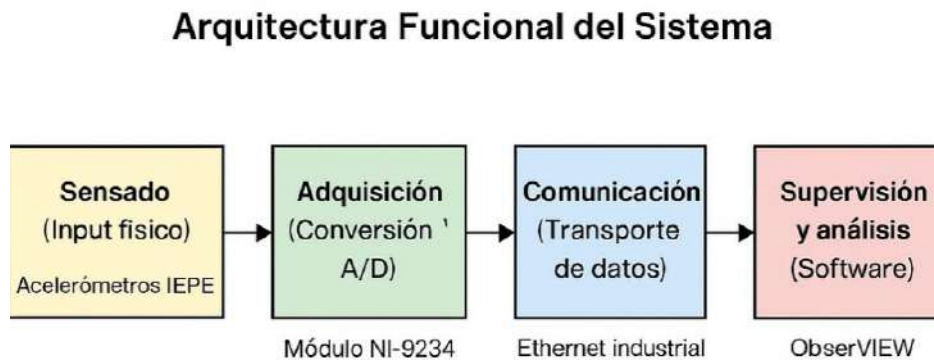 Arquitectura Funcional del Sistema
Sensado
(Input fisico)
Acelerómetros IEPE
Adquisición
(Conversión '
A/D)
Módulo NI-9234
Comunicación
(Transporte
de datos)
Ethernet industrial
Supervisión
y análisis
(Software)
ObserVIEW